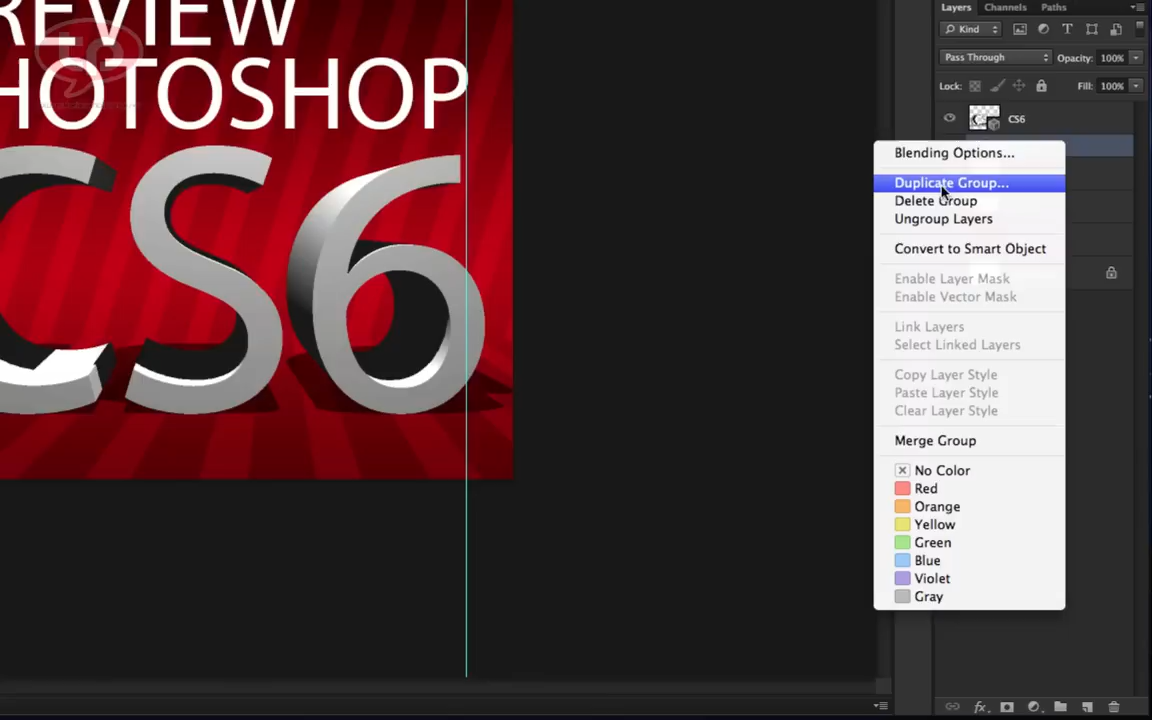 REVIEW
HOTOSHOP
CS6
Layers
Channels
Paths
Kind
Pass Through
Opacity:
100%
Lock:
Fill:
100%
CS6
Blending Options...
Duplicate Group...
Delete Group
Ungroup Layers
Convert to Smart Object
Enable Layer Mask
Enable Vector Mask
Link Layers
Select Linked Layers
Copy Layer Style
Paste Layer Style
Clear Layer Style
Merge Group
No Color
Red
Orange
Yellow
Green
Blue
Violet
Gray
fx